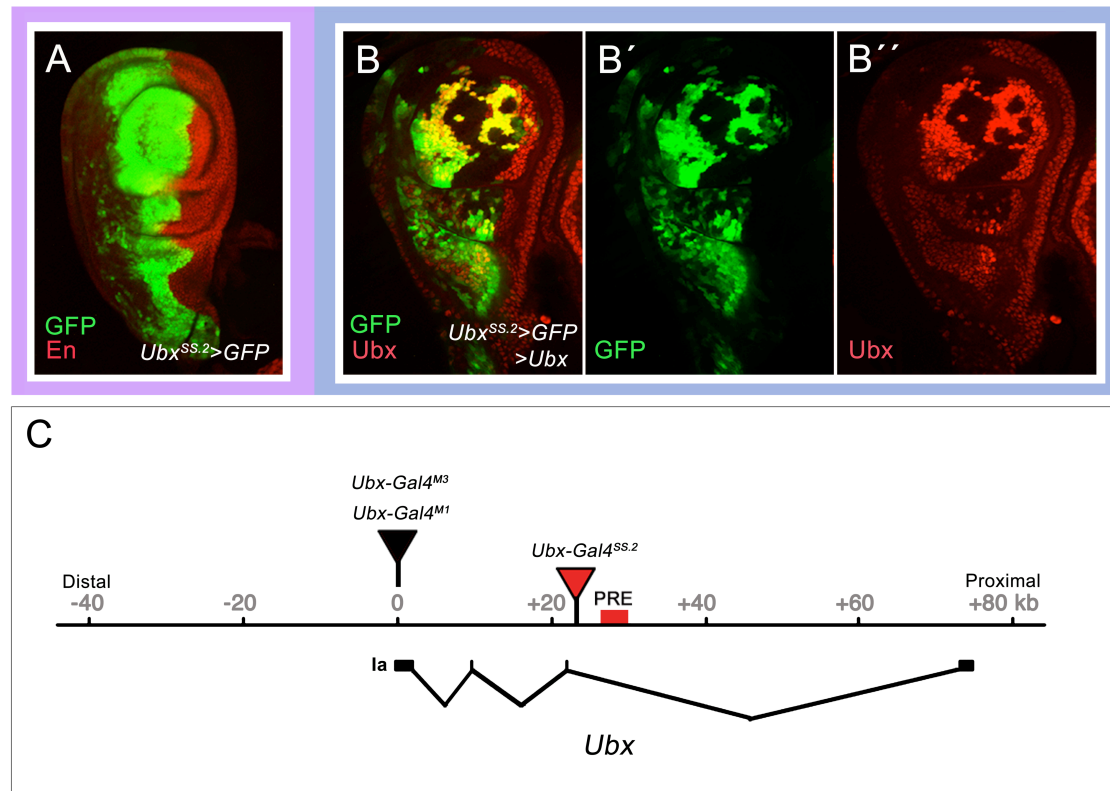 A
GFP
En
Ubx^SS.2>GFP
B
GFP
Ubx
Ubx^SS.2>GFP
>Ubx
B´
GFP
B´´
Ubx
C
Ubx-Gal4^M3
Ubx-Gal4^M1
Ubx-Gal4^SS.2
Distal
PRE
Proximal
-40 -20 0 +20 +40 +60 +80 kb
Ia
Ubx